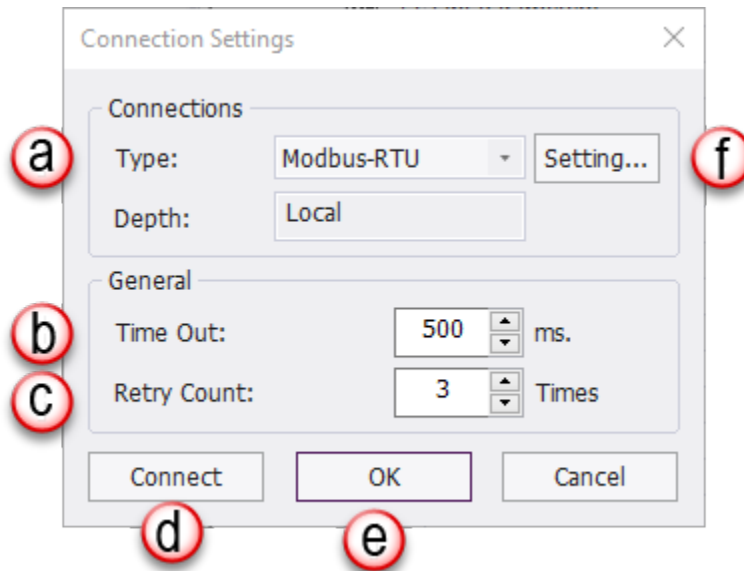 Connection Settings
Connections
a Type: Modbus-RTU Setting... f
Depth: Local
General
b Time Out: 500 ms.
c Retry Count: 3 Times
Connect OK Cancel
d e